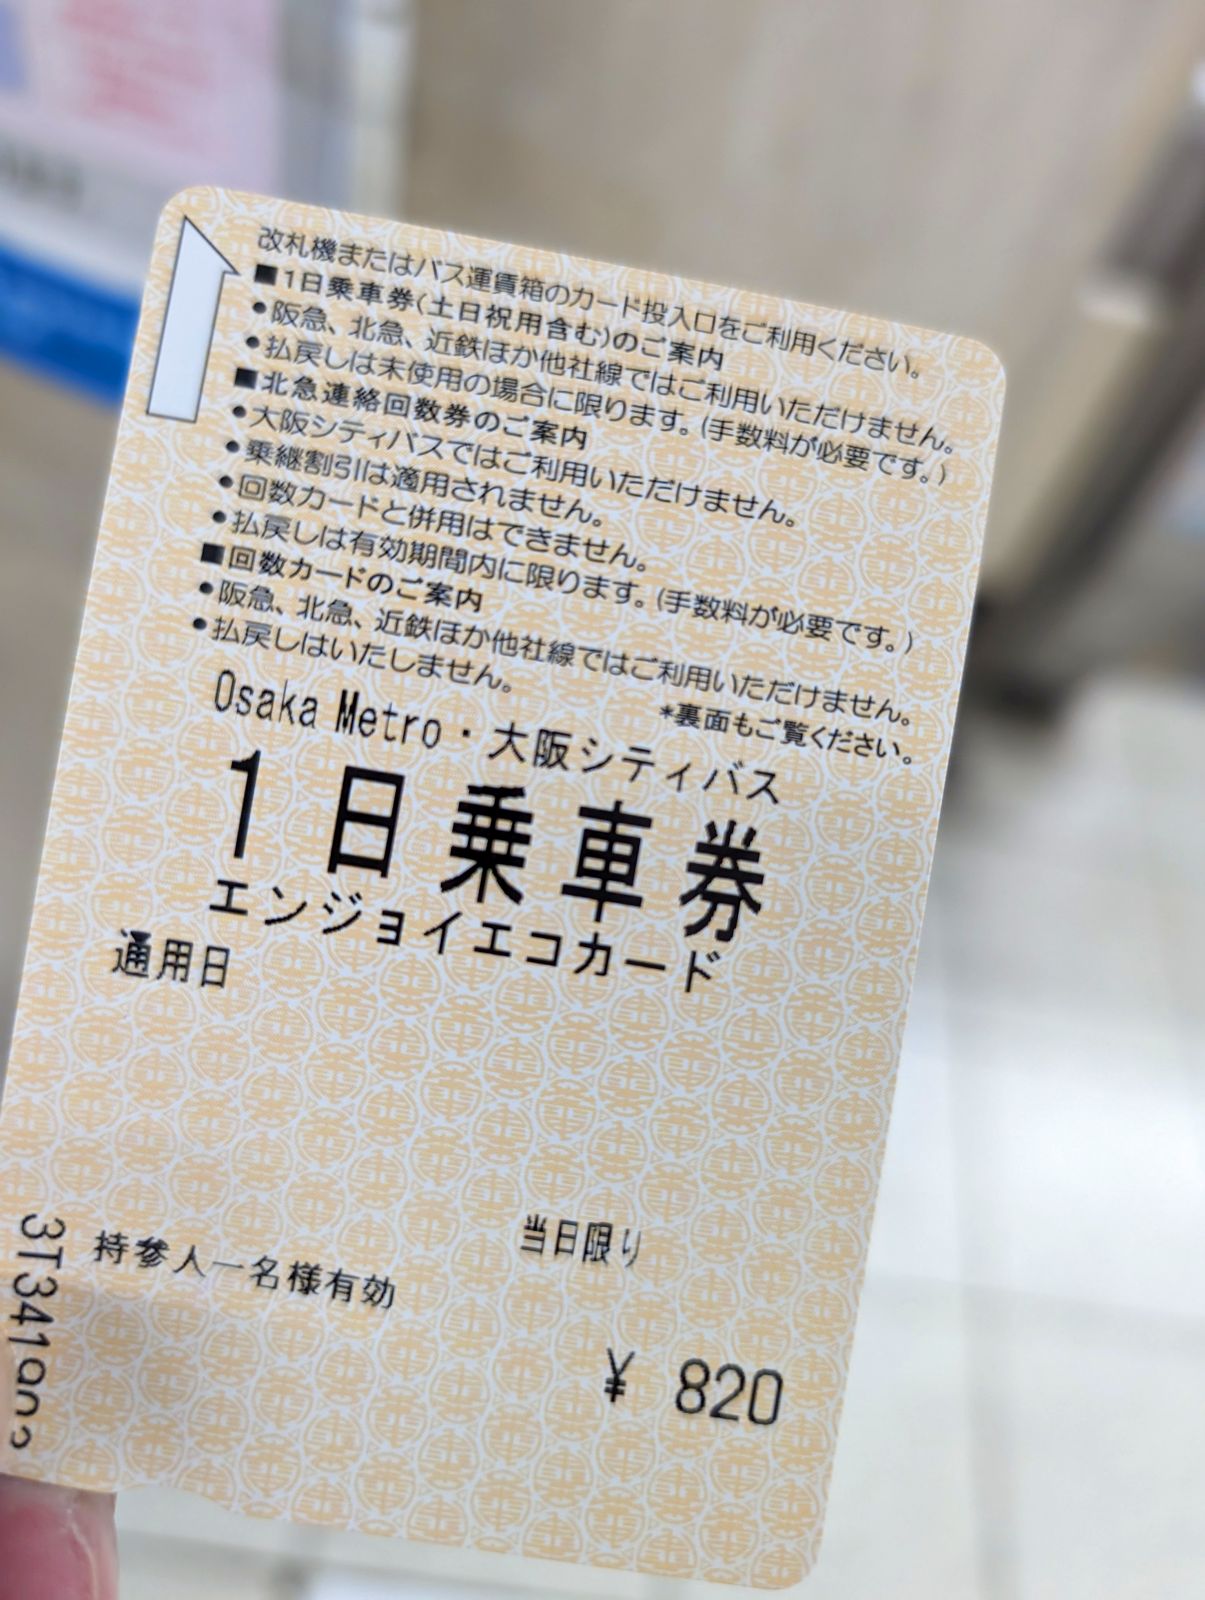 改札機またはバス運賃箱のカード投入口をご利用ください。
■1日乗車券(土日祝用含む)のご案内
●阪急、北急、近鉄ほか他社線ではご利用いただけません。
●払戻しは未使用の場合に限ります。(手数料が必要です。)
■北急連絡回数券のご案内
●大阪シティバスではご利用いただけません。
●乗継割引は適用されません。
●回数カードと併用はできません。
●払戻しは有効期間内に限ります。(手数料が必要です。)
■回数カードのご案内
●阪急、北急、近鉄ほか他社線ではご利用いただけません。
●払戻しはいたしません。
*裏面もご覧ください。
Osaka Metro・大阪シティバス
1日乗車券
エンジョイエコカード
通用日
当日限り
持参人一名様有効
¥ 820
3T341